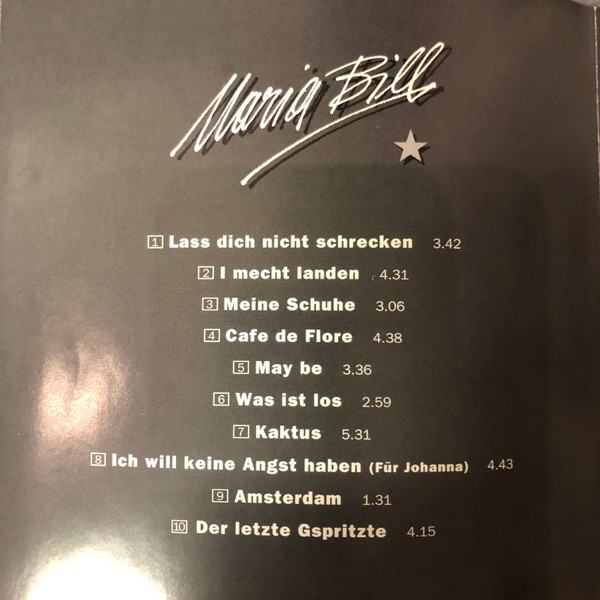 Maria Bill
1 Lass dich nicht schrecken 3.42
2 I mecht landen 4.31
3 Meine Schuhe 3.06
4 Cafe de Flore 4.38
5 May be 3.36
6 Was ist los 2.59
7 Kaktus 5.31
8 Ich will keine Angst haben (Für Johanna) 4.43
9 Amsterdam 1.31
10 Der letzte Gspritzte 4.15